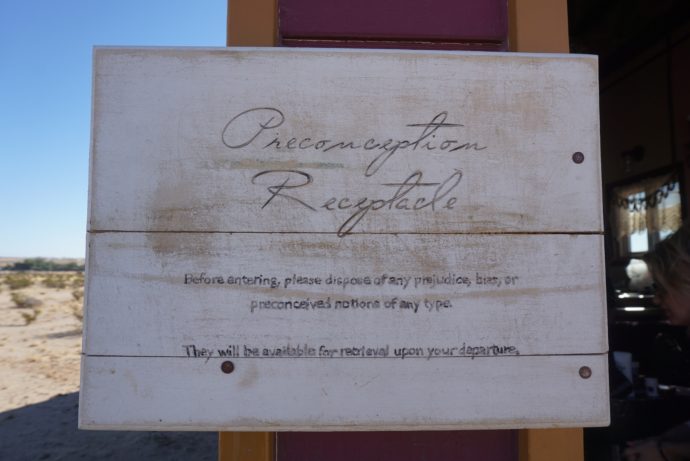 Preconception
Receptacle
Before entering, please dispose of any prejudice, bias, or
preconceived notions of any type.
They will be available for retrieval upon your departure.